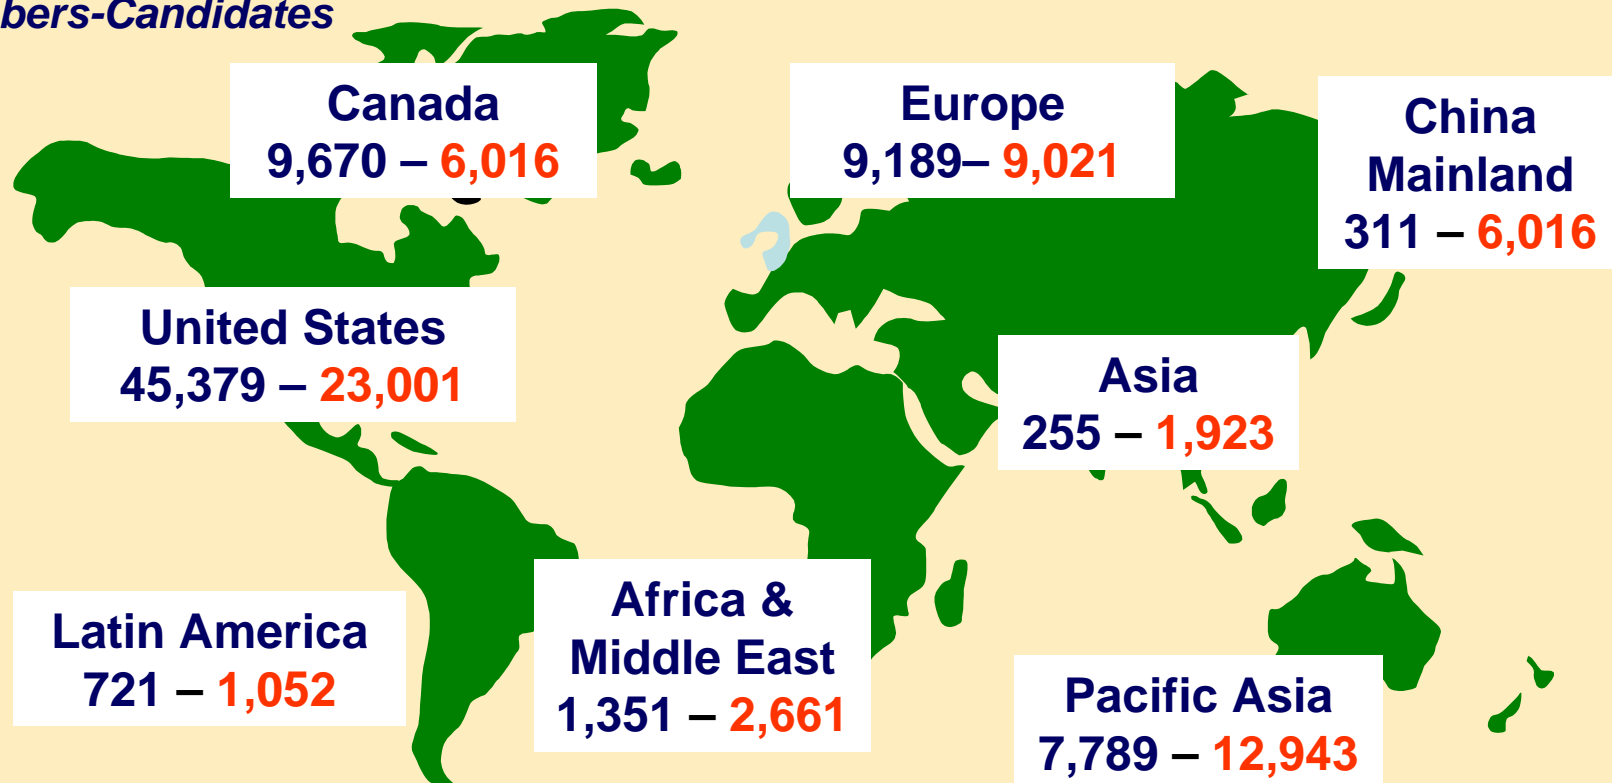 bers-Candidates
Canada
9,670 – 6,016
Europe
9,189– 9,021
China
Mainland
311 – 6,016
United States
45,379 – 23,001
Asia
255 – 1,923
Africa &
Middle East
1,351 – 2,661
Latin America
721 – 1,052
Pacific Asia
7,789 – 12,943